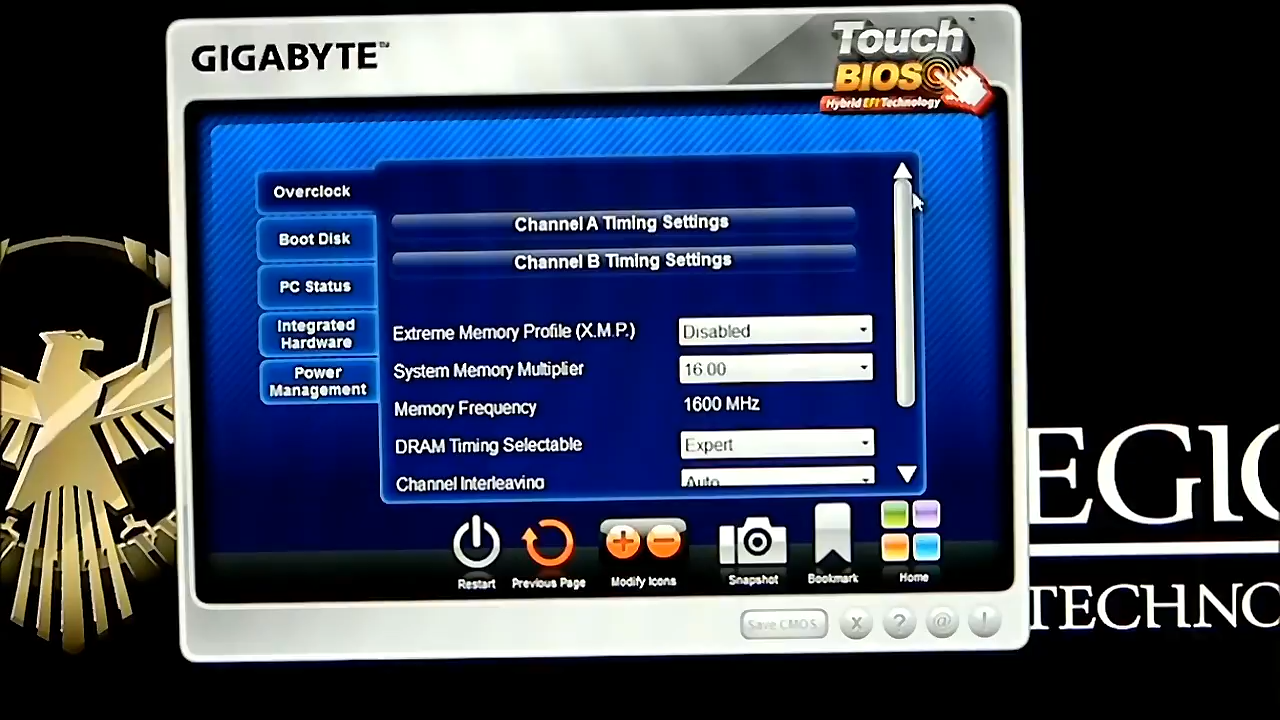 GIGABYTE™
Touch
BIOS
Hybrid EFI Technology
Overclock
Boot Disk
PC Status
Integrated
Hardware
Power
Management
Channel A Timing Settings
Channel B Timing Settings
Extreme Memory Profile (X.M.P.) Disabled
System Memory Multiplier 16.00
Memory Frequency 1600 MHz
DRAM Timing Selectable Expert
Channel Interleaving Auto
Restart
Previous Page
Modify Icons
Snapshot
Bookmark
Home
Save CMOS
X ? @ !
EGIO
TECHNO